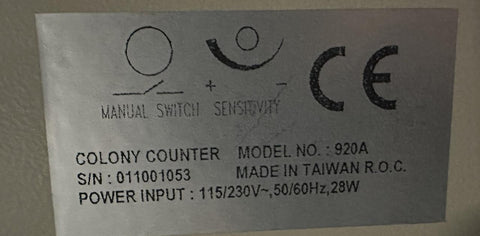 + -
MANUAL SWITCH SENSITIVITY
CE
COLONY COUNTER MODEL NO. : 920A
S/N : 011001053 MADE IN TAIWAN R.O.C.
POWER INPUT : 115/230V~,50/60Hz,28W